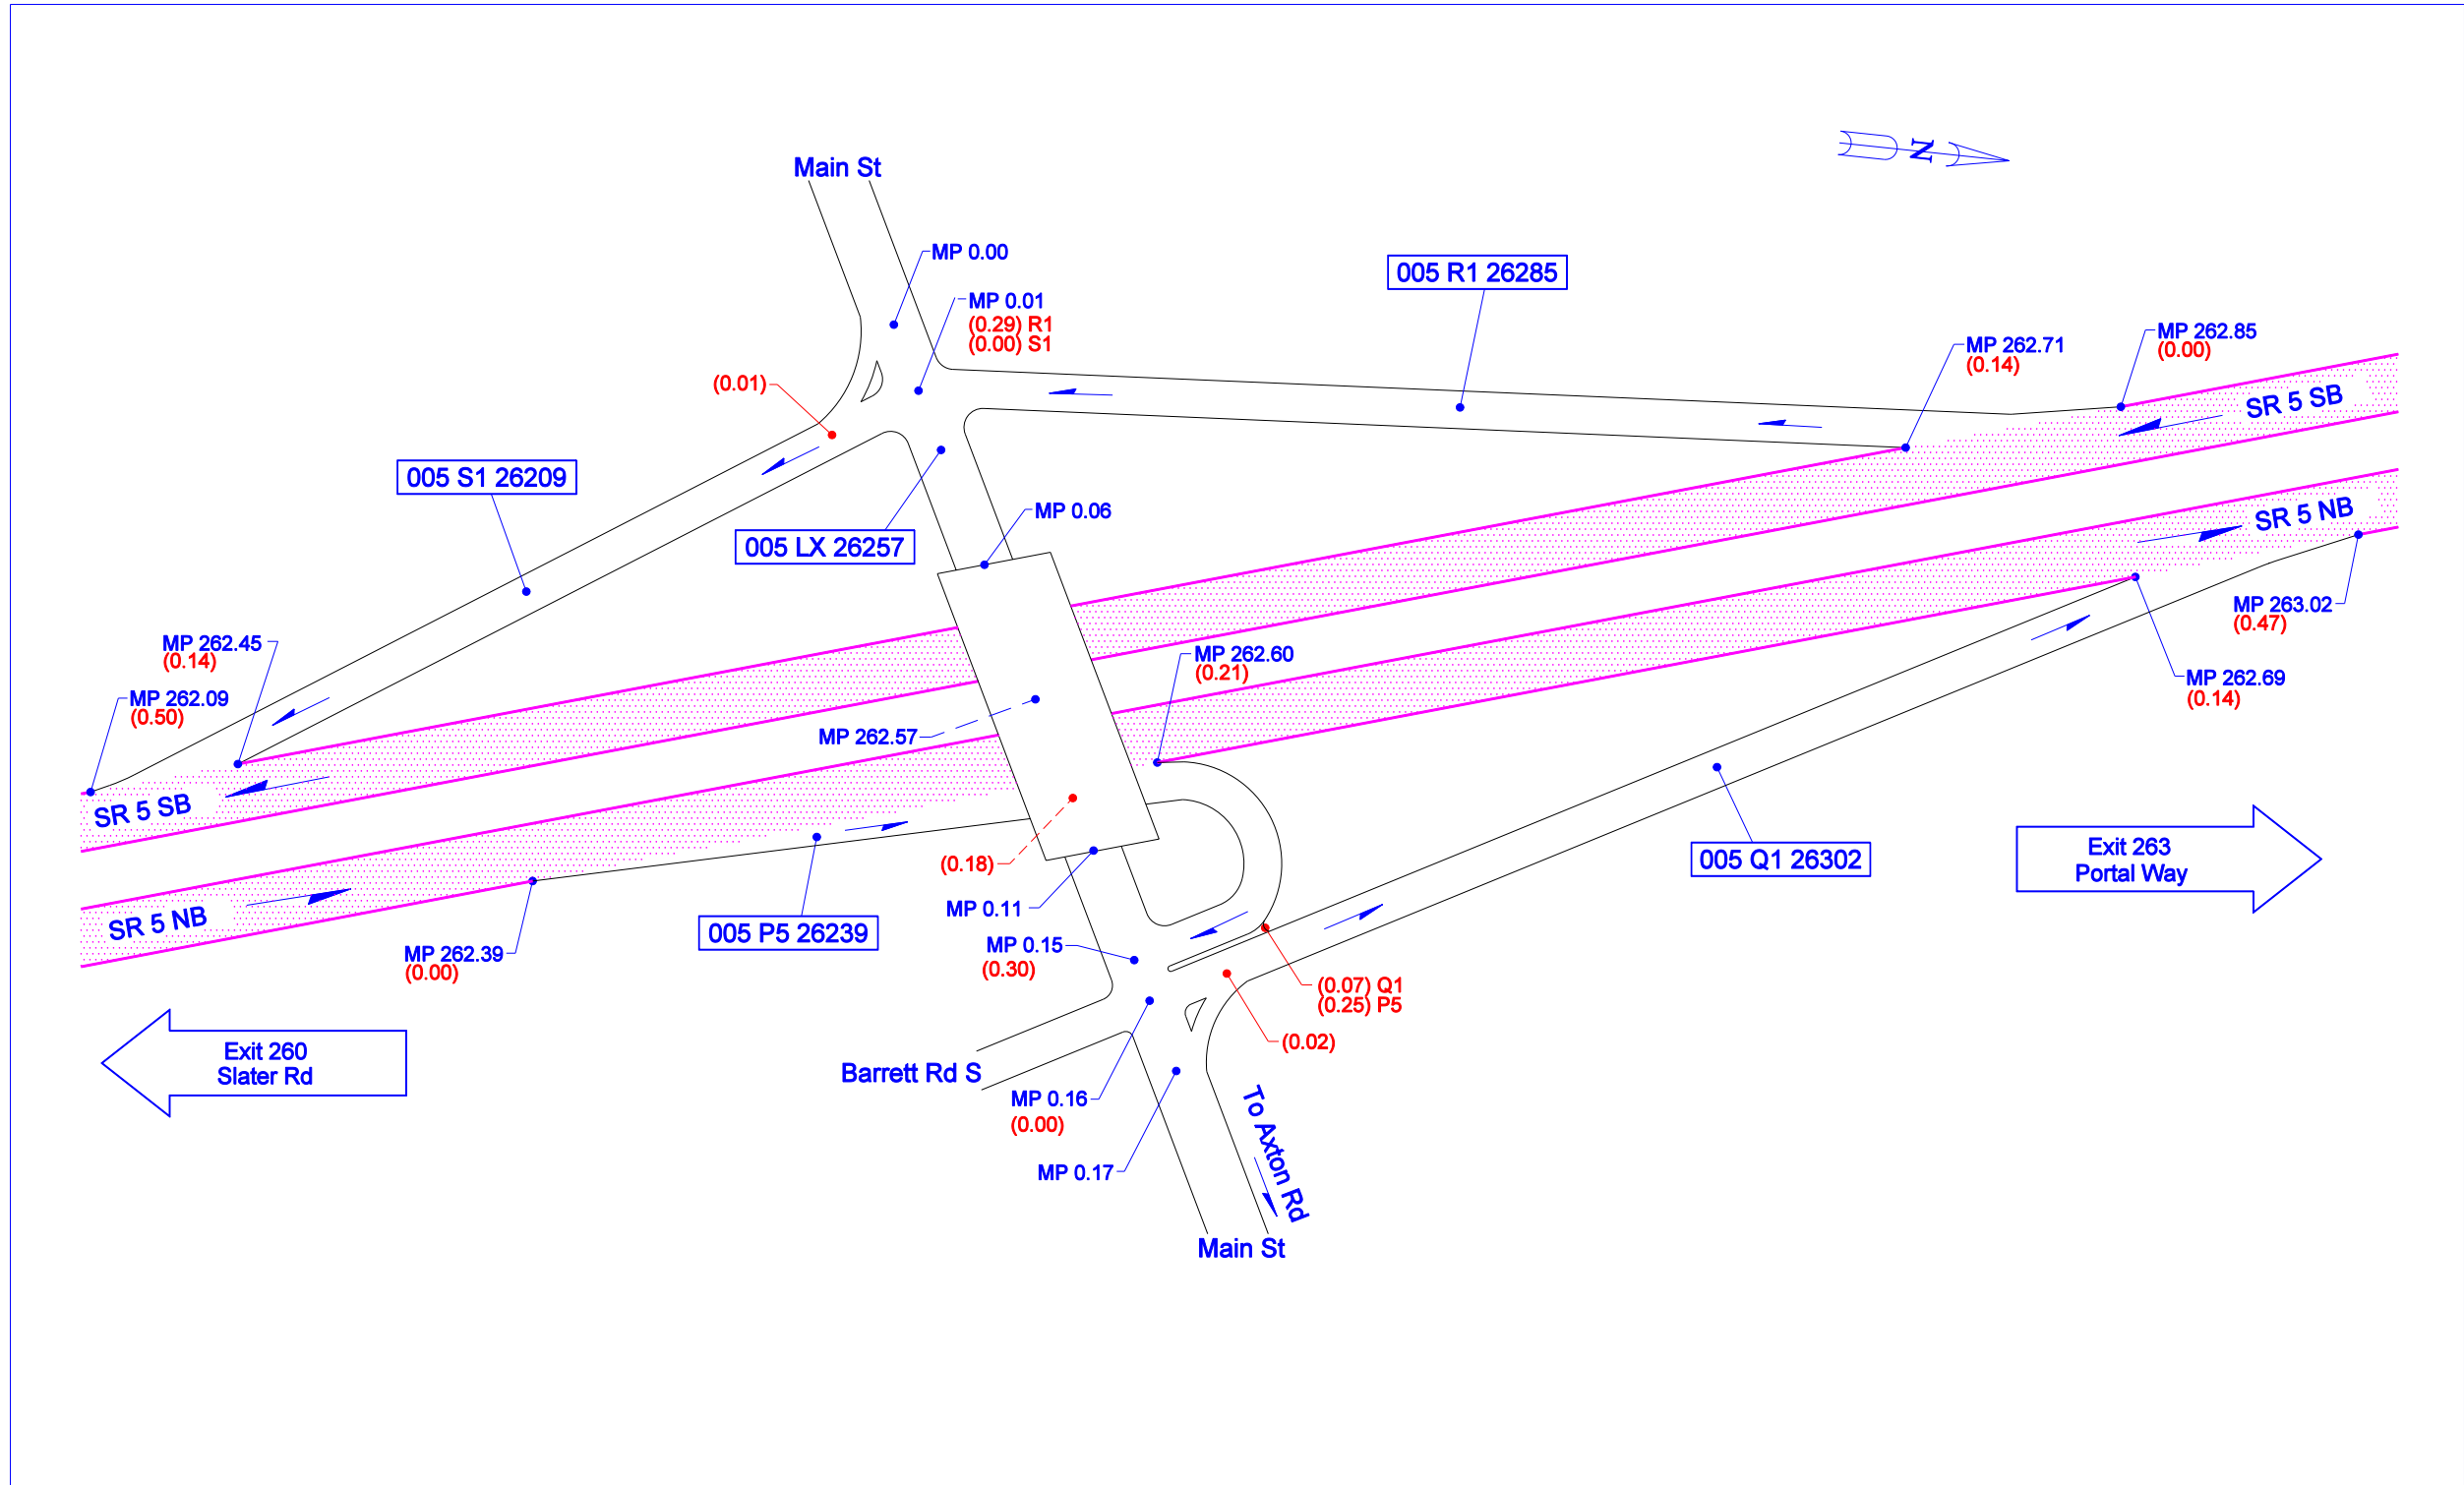 N
Main St
MP 0.00
005 R1 26285
MP 0.01
(0.29) R1
(0.00) S1
MP 262.85
(0.00)
MP 262.71
(0.14)
(0.01)
SR 5 SB
005 S1 26209
005 LX 26257
MP 0.06
SR 5 NB
MP 263.02
(0.47)
MP 262.45
(0.14)
MP 262.60
(0.21)
MP 262.69
(0.14)
MP 262.09
(0.50)
MP 262.57
SR 5 SB
(0.18)
005 Q1 26302
Exit 263
Portal Way
SR 5 NB
MP 0.11
005 P5 26239
MP 262.39
(0.00)
MP 0.15
(0.30)
(0.07) Q1
(0.25) P5
(0.02)
Exit 260
Slater Rd
Barrett Rd S
MP 0.16
(0.00)
To Axton Rd
MP 0.17
Main St